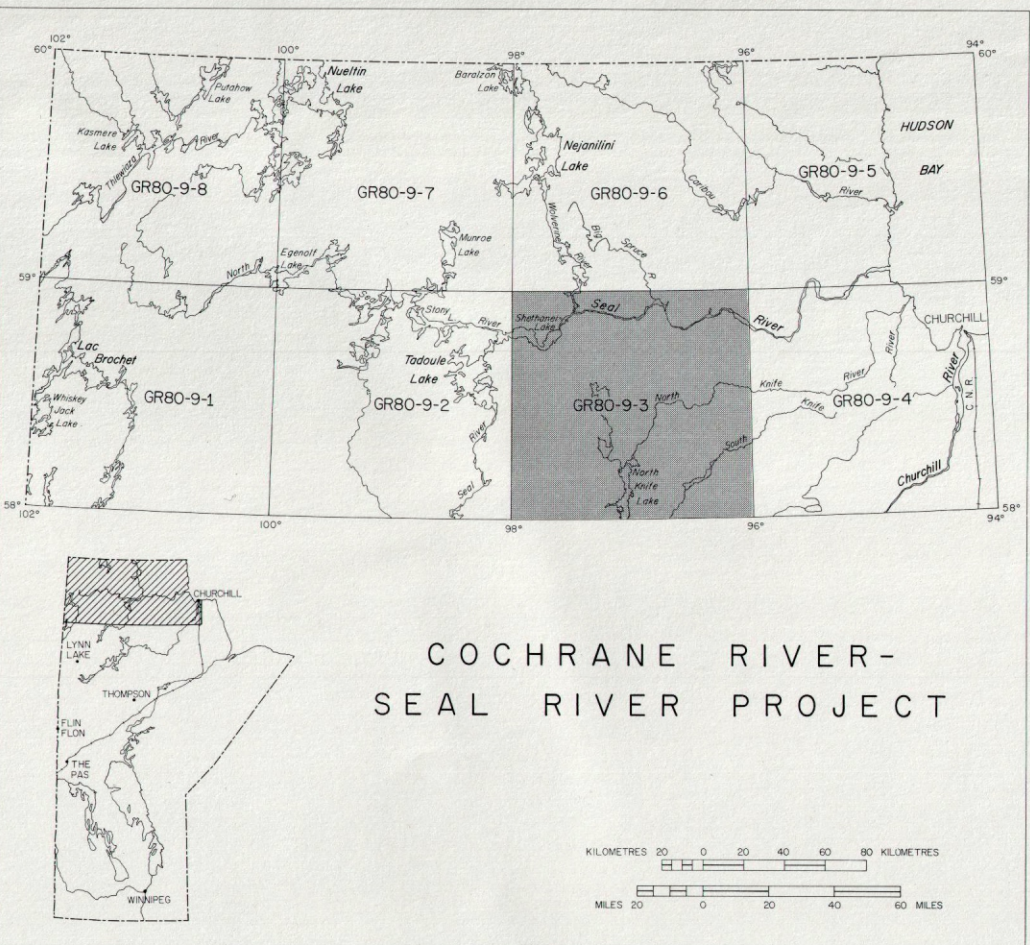 102°
60°
100°
98°
96°
94°
60°
Putahow
Lake
Nueltin
Lake
Baralzon
Lake
HUDSON
BAY
Kasmere
Lake
River
Thlewiaza
Nejanilini
Lake
GR80-9-8
GR80-9-7
GR80-9-6
GR80-9-5
Caribou
River
Wolverine
River
Big
Spruce
R.
Munroe
Lake
Egenolf
Lake
North
59°
59°
Seal
Stony
L.
River
Shethanei
Lake
Seal
River
CHURCHILL
Lac
Brochet
Whiskey
Jack
Lake
GR80-9-1
Tadoule
Lake
GR80-9-2
River
Seal
GR80-9-3
North
Knife
River
River
Knife
South
GR80-9-4
River
C.N.R.
North
Knife
Lake
Churchill
58°
102°
100°
98°
96°
58°
94°
CHURCHILL
LYNN
LAKE
THOMPSON
FLIN
FLON
THE
PAS
WINNIPEG
COCHRANE RIVER-
SEAL RIVER PROJECT
KILOMETRES 20 0 20 40 60 80 KILOMETRES
MILES 20 0 20 40 60 MILES